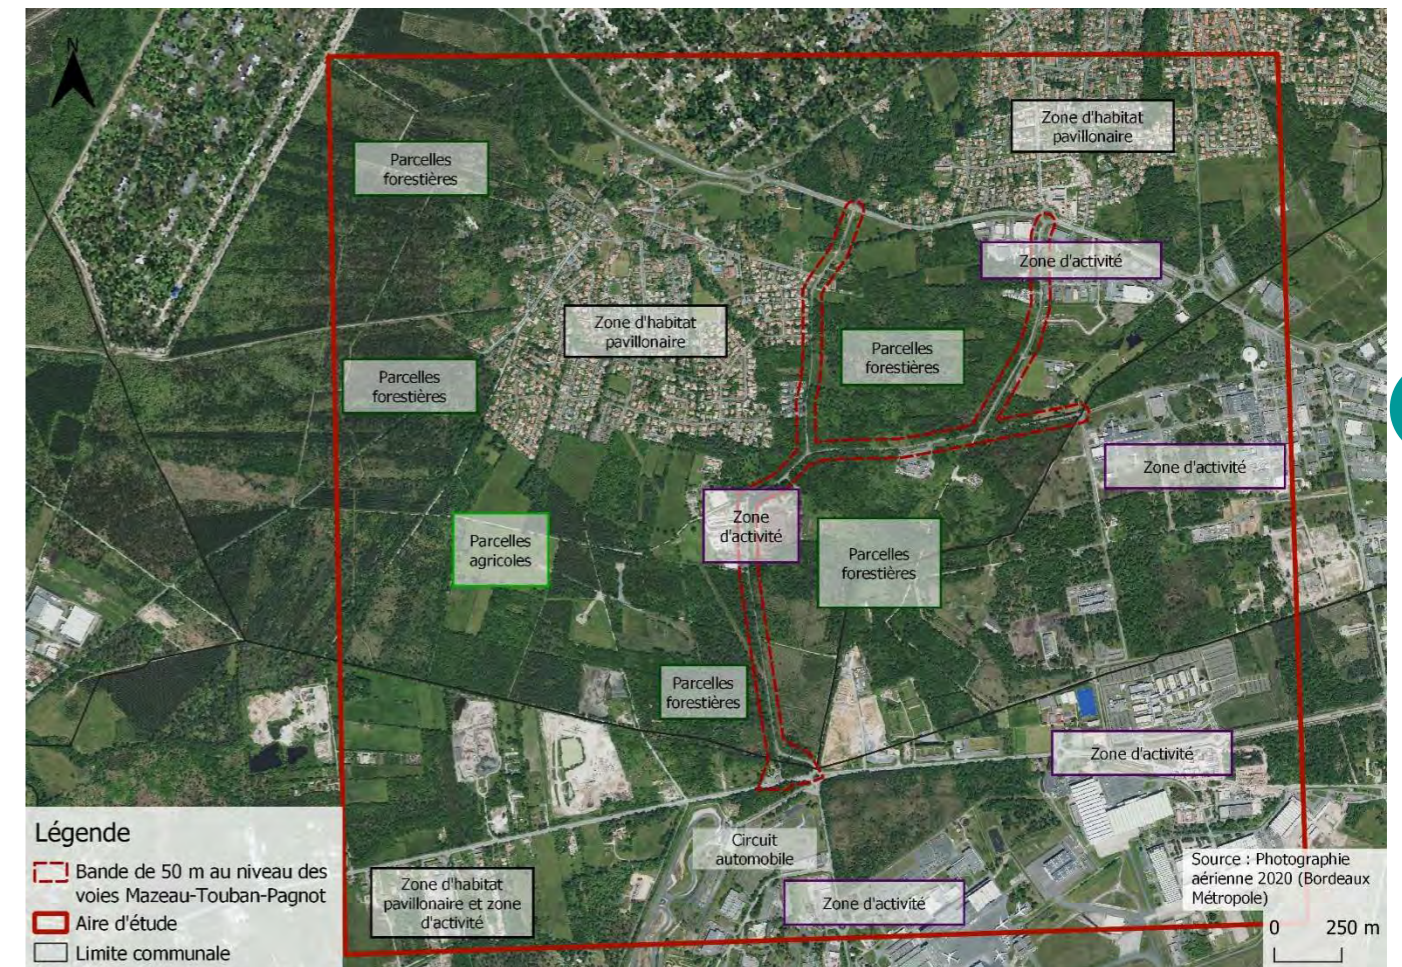 N
Zone d'habitat
pavillonaire
Parcelles
forestières
Zone d'activité
Zone d'habitat
pavillonaire
Parcelles
forestières
Parcelles
forestières
Zone d'activité
Zone
d'activité
Parcelles
agricoles
Parcelles
forestières
Parcelles
forestières
Zone d'activité
Circuit
automobile
Zone d'habitat
pavillonaire et zone
d'activité
Zone d'activité
Légende
Bande de 50 m au niveau des
voies Mazeau-Touban-Pagnot
Aire d'étude
Limite communale
Source : Photographie
aérienne 2020 (Bordeaux
Métropole)
0 250 m